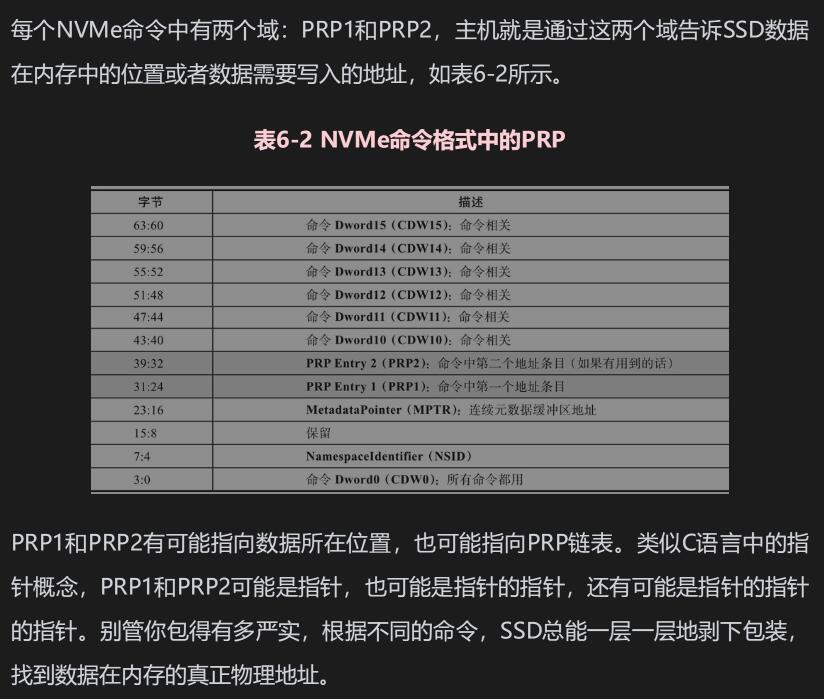 每个NVMe命令中有两个域：PRP1和PRP2，主机就是通过这两个域告诉SSD数据
在内存中的位置或者数据需要写入的地址，如表6-2所示。
表6-2 NVMe命令格式中的PRP
字节 描述
63:60 命令 Dword15（CDW15）；命令相关
59:56 命令 Dword14（CDW14）；命令相关
55:52 命令 Dword13（CDW13）；命令相关
51:48 命令 Dword12（CDW12）；命令相关
47:44 命令 Dword11（CDW11）；命令相关
43:40 命令 Dword10（CDW10）；命令相关
39:32 PRP Entry 2（PRP2）；命令中第二个地址条目（如果有用到的话）
31:24 PRP Entry 1（PRP1）；命令中第一个地址条目
23:16 MetadataPointer（MPTR）；连续元数据缓冲区地址
15:8 保留
7:4 NamespaceIdentifier（NSID）
3:0 命令 Dword0（CDW0）；所有命令都用
PRP1和PRP2有可能指向数据所在位置，也可能指向PRP链表。类似C语言中的指
针概念，PRP1和PRP2可能是指针，也可能是指针的指针，还有可能是指针的指针
的指针。别管你包得有多严实，根据不同的命令，SSD总能一层一层地剥下包装，
找到数据在内存的真正物理地址。